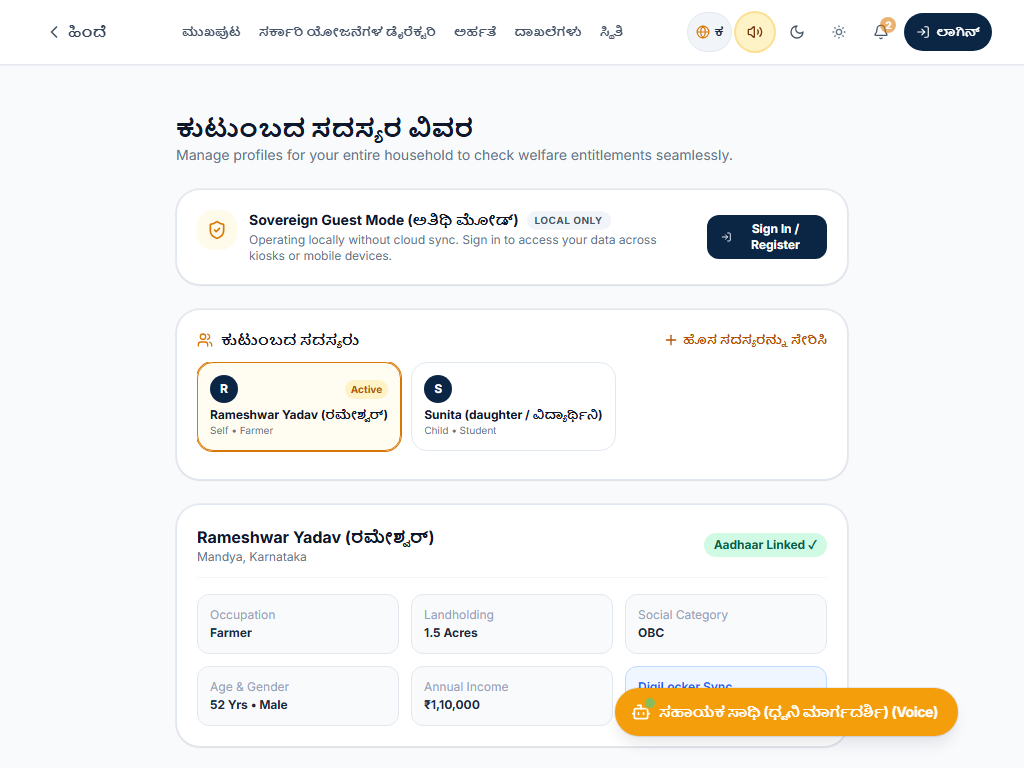 ಹಿಂದೆ
ಮುಖಪುಟ ಸರ್ಕಾರಿ ಯೋಜನೆಗಳ ಡೈರೆಕ್ಟರಿ ಅರ್ಹತೆ ದಾಖಲೆಗಳು ಸ್ಥಿತಿ
ಕ
2
ಲಾಗಿನ್
ಕುಟುಂಬದ ಸದಸ್ಯರ ವಿವರ
Manage profiles for your entire household to check welfare entitlements seamlessly.
Sovereign Guest Mode (ಅತಿಥಿ ಮೋಡ್) LOCAL ONLY
Operating locally without cloud sync. Sign in to access your data across
kiosks or mobile devices.
Sign In /
Register
ಕುಟುಂಬದ ಸದಸ್ಯರು
+ ಹೊಸ ಸದಸ್ಯರನ್ನು ಸೇರಿಸಿ
R
Active
Rameshwar Yadav (ರಮೇಶ್ವರ್)
Self • Farmer
S
Sunita (daughter / ವಿದ್ಯಾರ್ಥಿನಿ)
Child • Student
Rameshwar Yadav (ರಮೇಶ್ವರ್)
Mandya, Karnataka
Aadhaar Linked ✓
Occupation
Farmer
Landholding
1.5 Acres
Social Category
OBC
Age & Gender
52 Yrs • Male
Annual Income
₹1,10,000
DigiLocker Sync
ಸಹಾಯಕ ಸಾಥಿ (ಧ್ವನಿ ಮಾರ್ಗದರ್ಶಿ) (Voice)